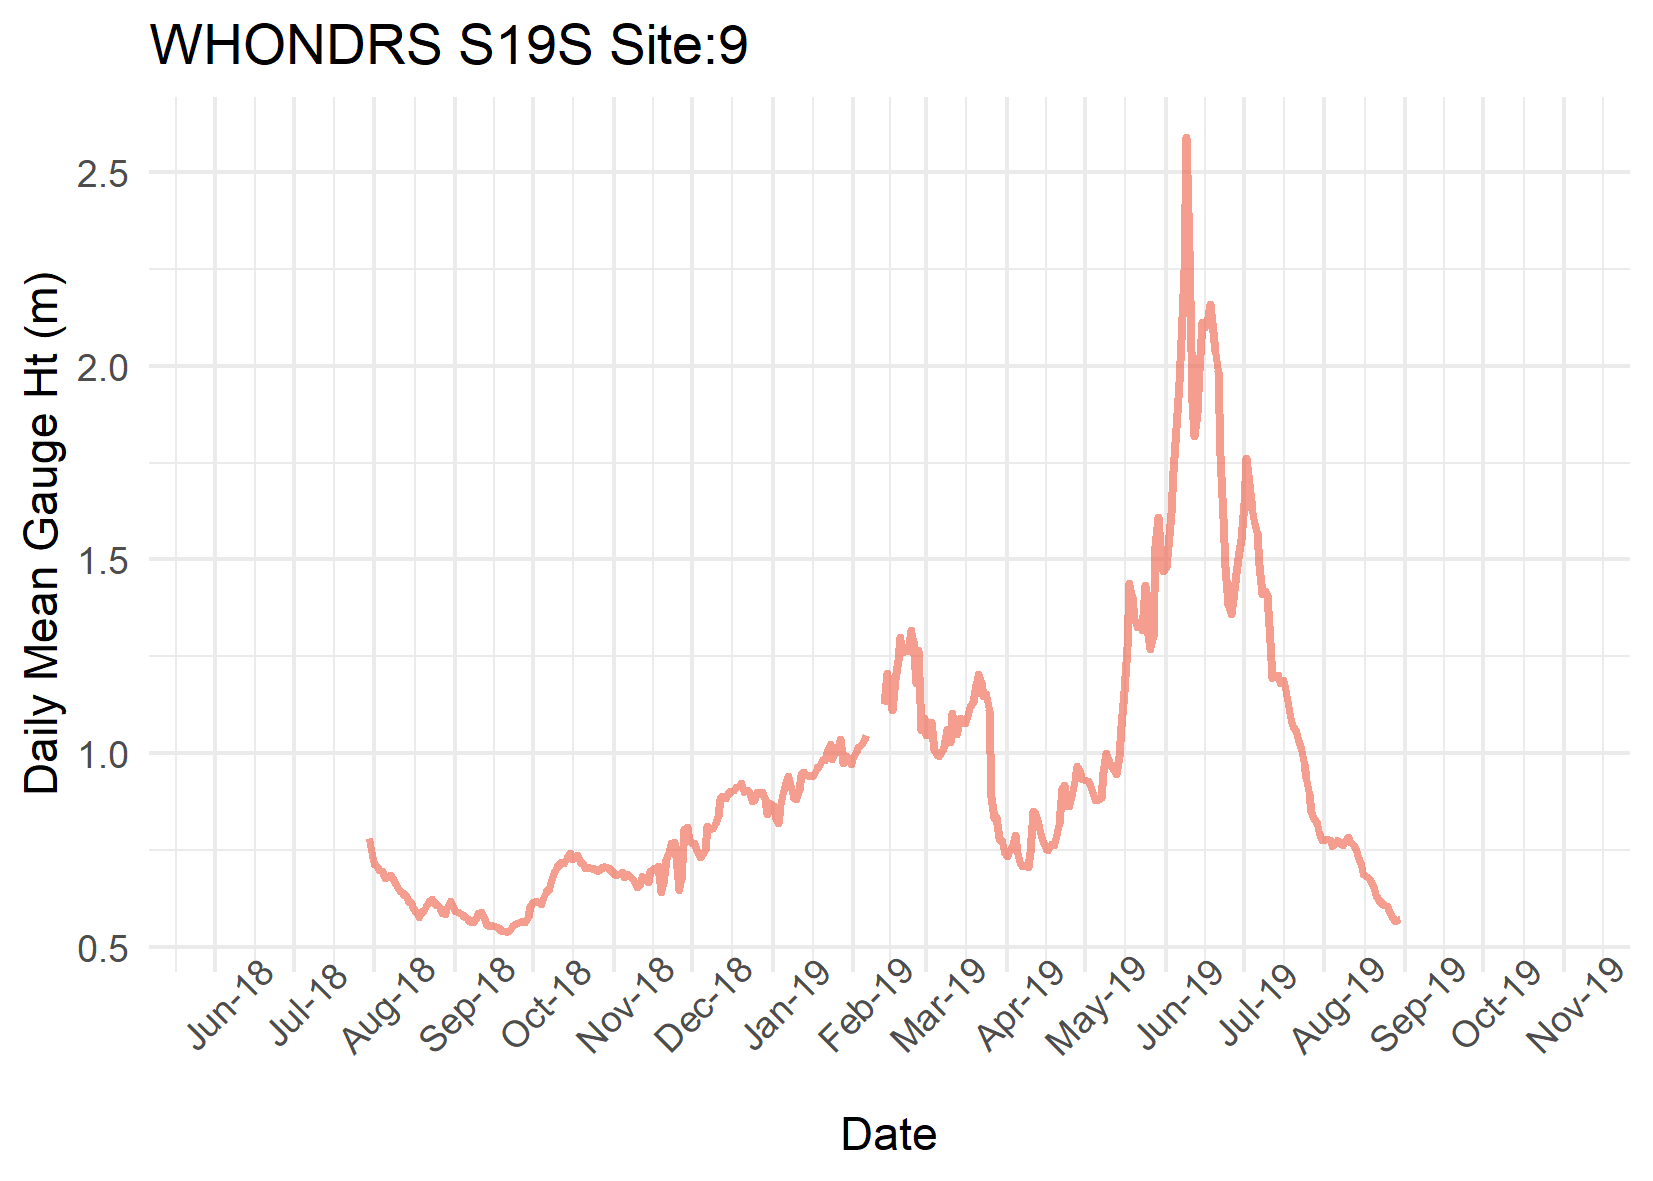 WHONDRS S19S Site:9
Daily Mean Gauge Ht (m)
2.5
2.0
1.5
1.0
0.5
Jun-18
Jul-18
Aug-18
Sep-18
Oct-18
Nov-18
Dec-18
Jan-19
Feb-19
Mar-19
Apr-19
May-19
Jun-19
Jul-19
Aug-19
Sep-19
Oct-19
Nov-19
Date